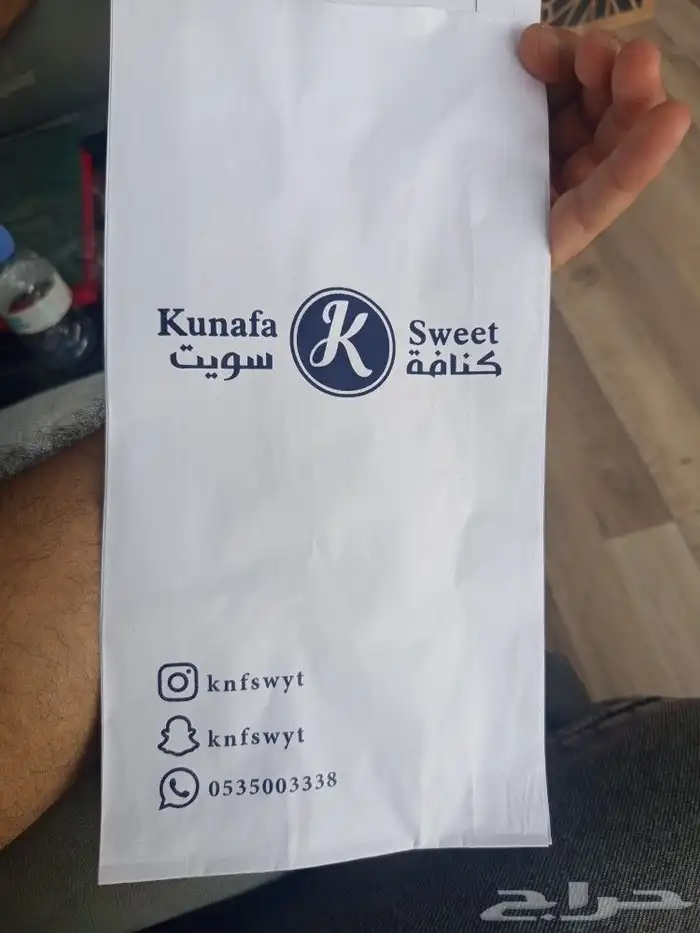 Kunafa K Sweet
كنافة سويت
knfswyt
knfswyt
0535003338
حراج